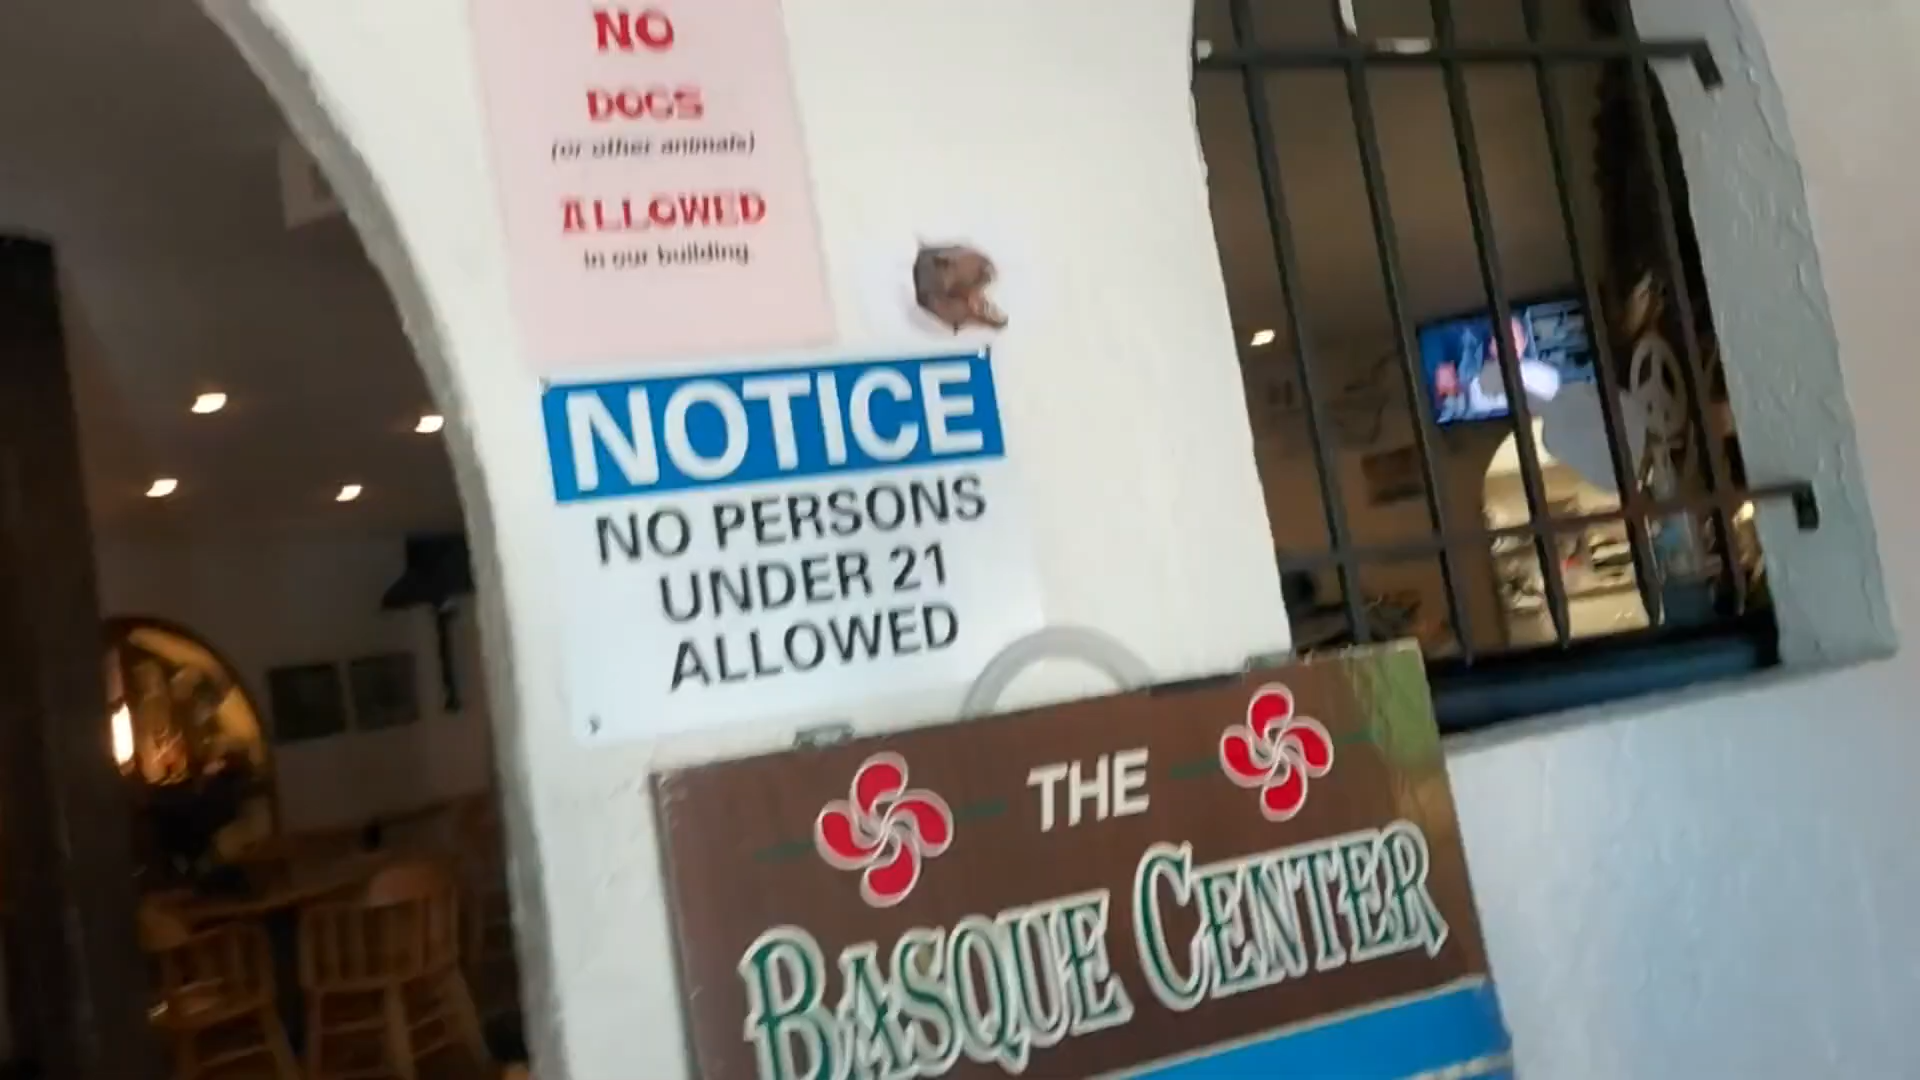 NO
DOGS
(or other animals)
ALLOWED
in our building.
NOTICE
NO PERSONS
UNDER 21
ALLOWED
THE
BASQUE CENTER